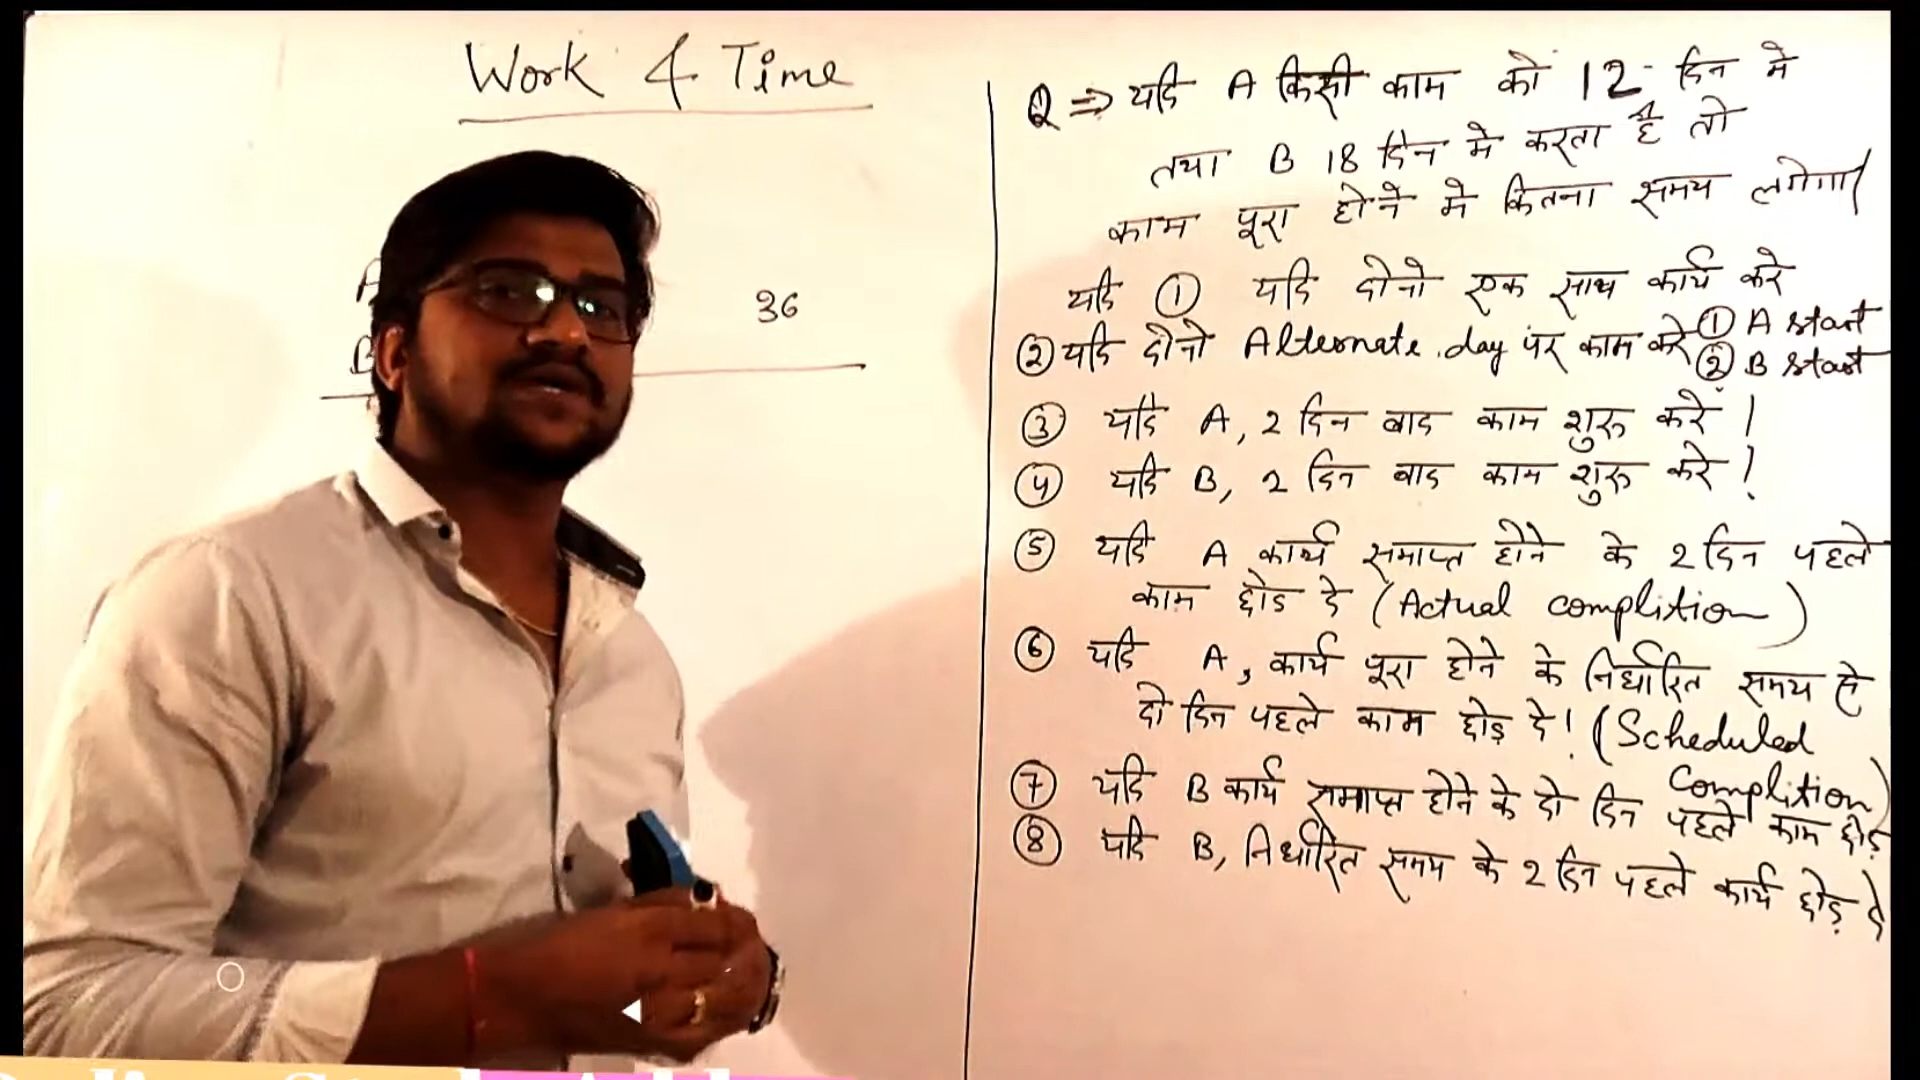 Work & Time
A
B
36
Q ⇒ यदि A किसी काम को 12 दिन मे
तथा B 18 दिन मे करता है तो
काम पूरा होने मे कितना समय लगेगा।
यदि ① यदि दोनो एक साथ कार्य करे
② यदि दोनो Alternate day पर काम करे ① A start
② B start
③ यदि A, 2 दिन बाद काम शुरू करे।
④ यदि B, 2 दिन बाद काम शुरू करे।
⑤ यदि A कार्य समाप्त होने के 2 दिन पहले
काम छोड दे (Actual complition)
⑥ यदि A, कार्य पूरा होने के निर्धारित समय से
दो दिन पहले काम छोड़ दे। (Scheduled
Complition)
⑦ यदि B कार्य समाप्त होने के दो दिन पहले काम छोड़
⑧ यदि B, निर्धारित समय के 2 दिन पहले कार्य छोड़ दे